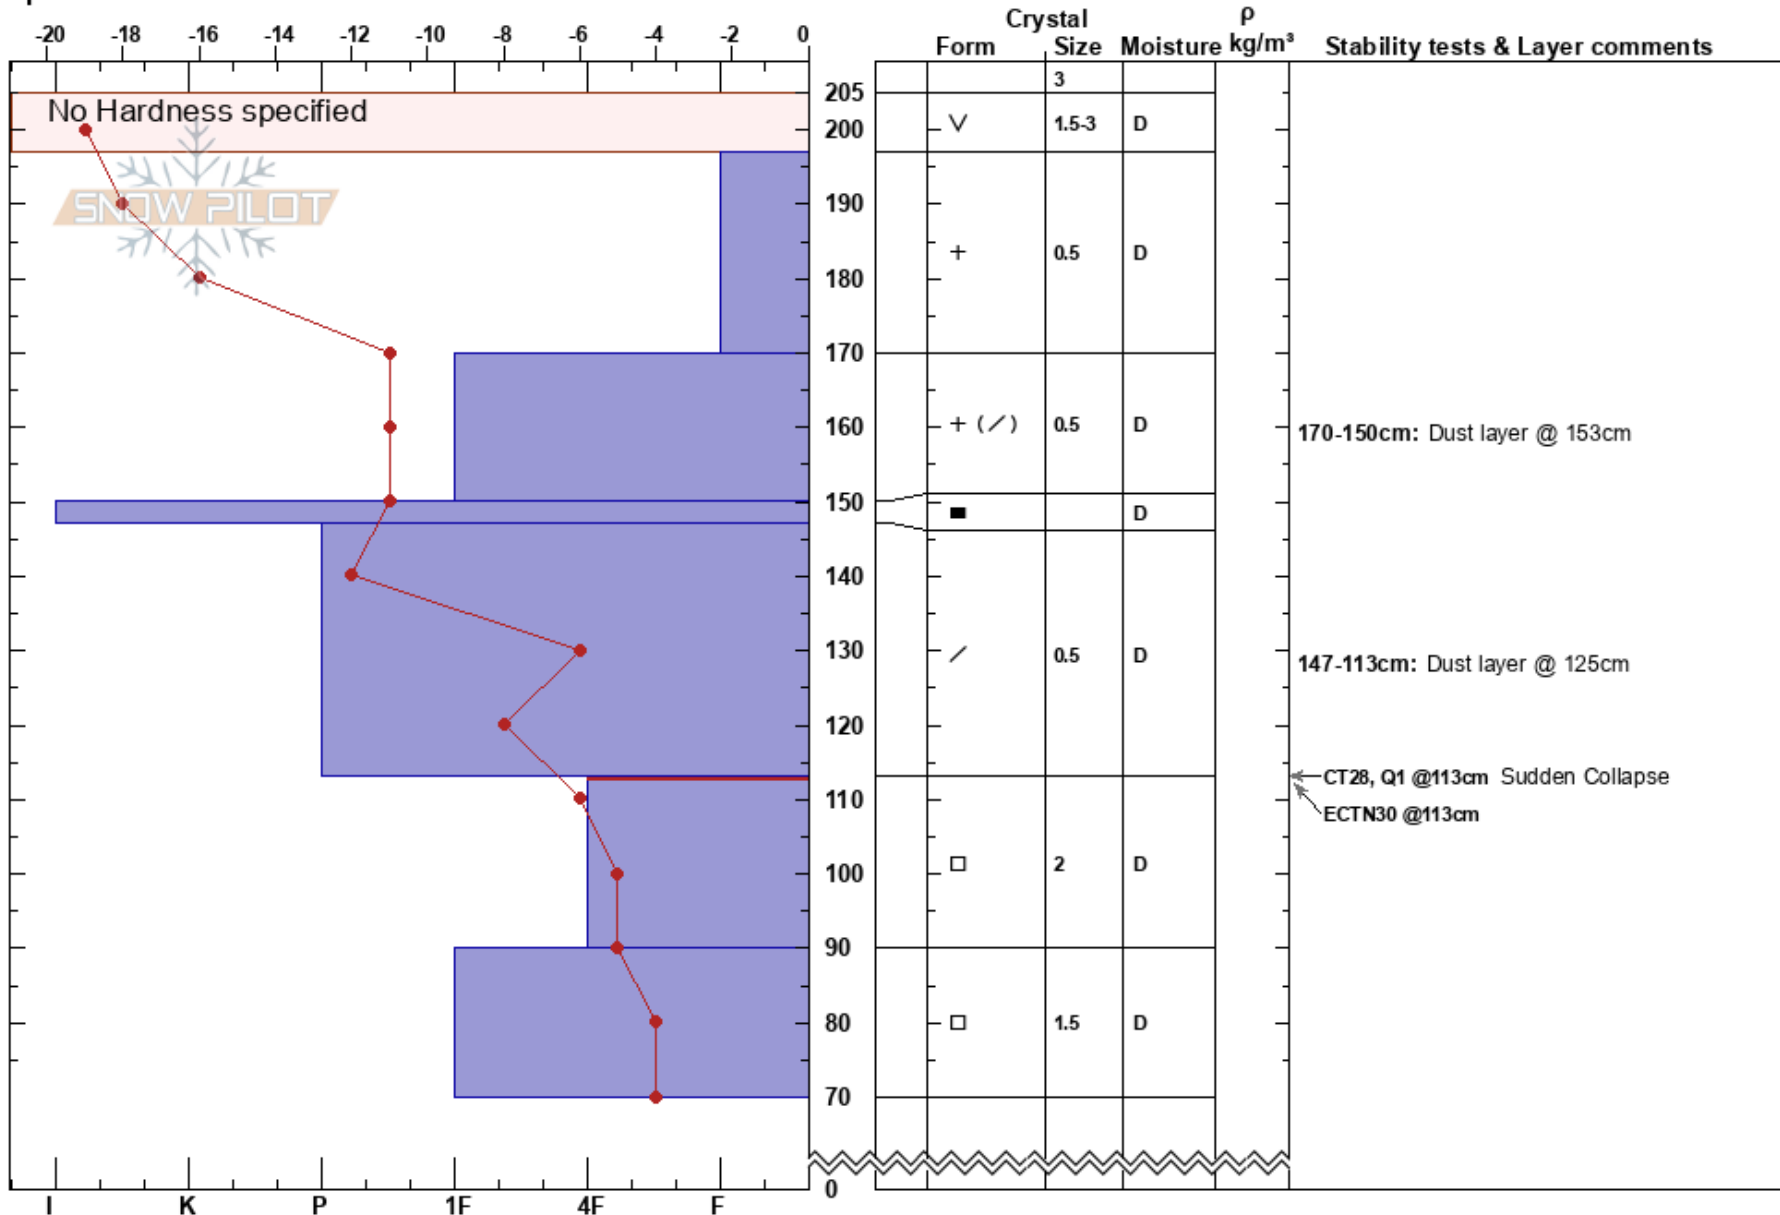 Crystal ρ
-20 -18 -16 -14 -12 -10 -8 -6 -4 -2 0
Form Size Moisture kg/m³ Stability tests & Layer comments
3
205
No Hardness specified
200 1.5-3 D
SNOW PILOT
190
+ 0.5 D
180
170
160 + (/) 0.5 D 170-150cm: Dust layer @ 153cm
150
D
140
130 / 0.5 D 147-113cm: Dust layer @ 125cm
120
CT28, Q1 @113cm Sudden Collapse
110
ECTN30 @113cm
100 2 D
90
80 1.5 D
70
0
I K P 1F 4F F